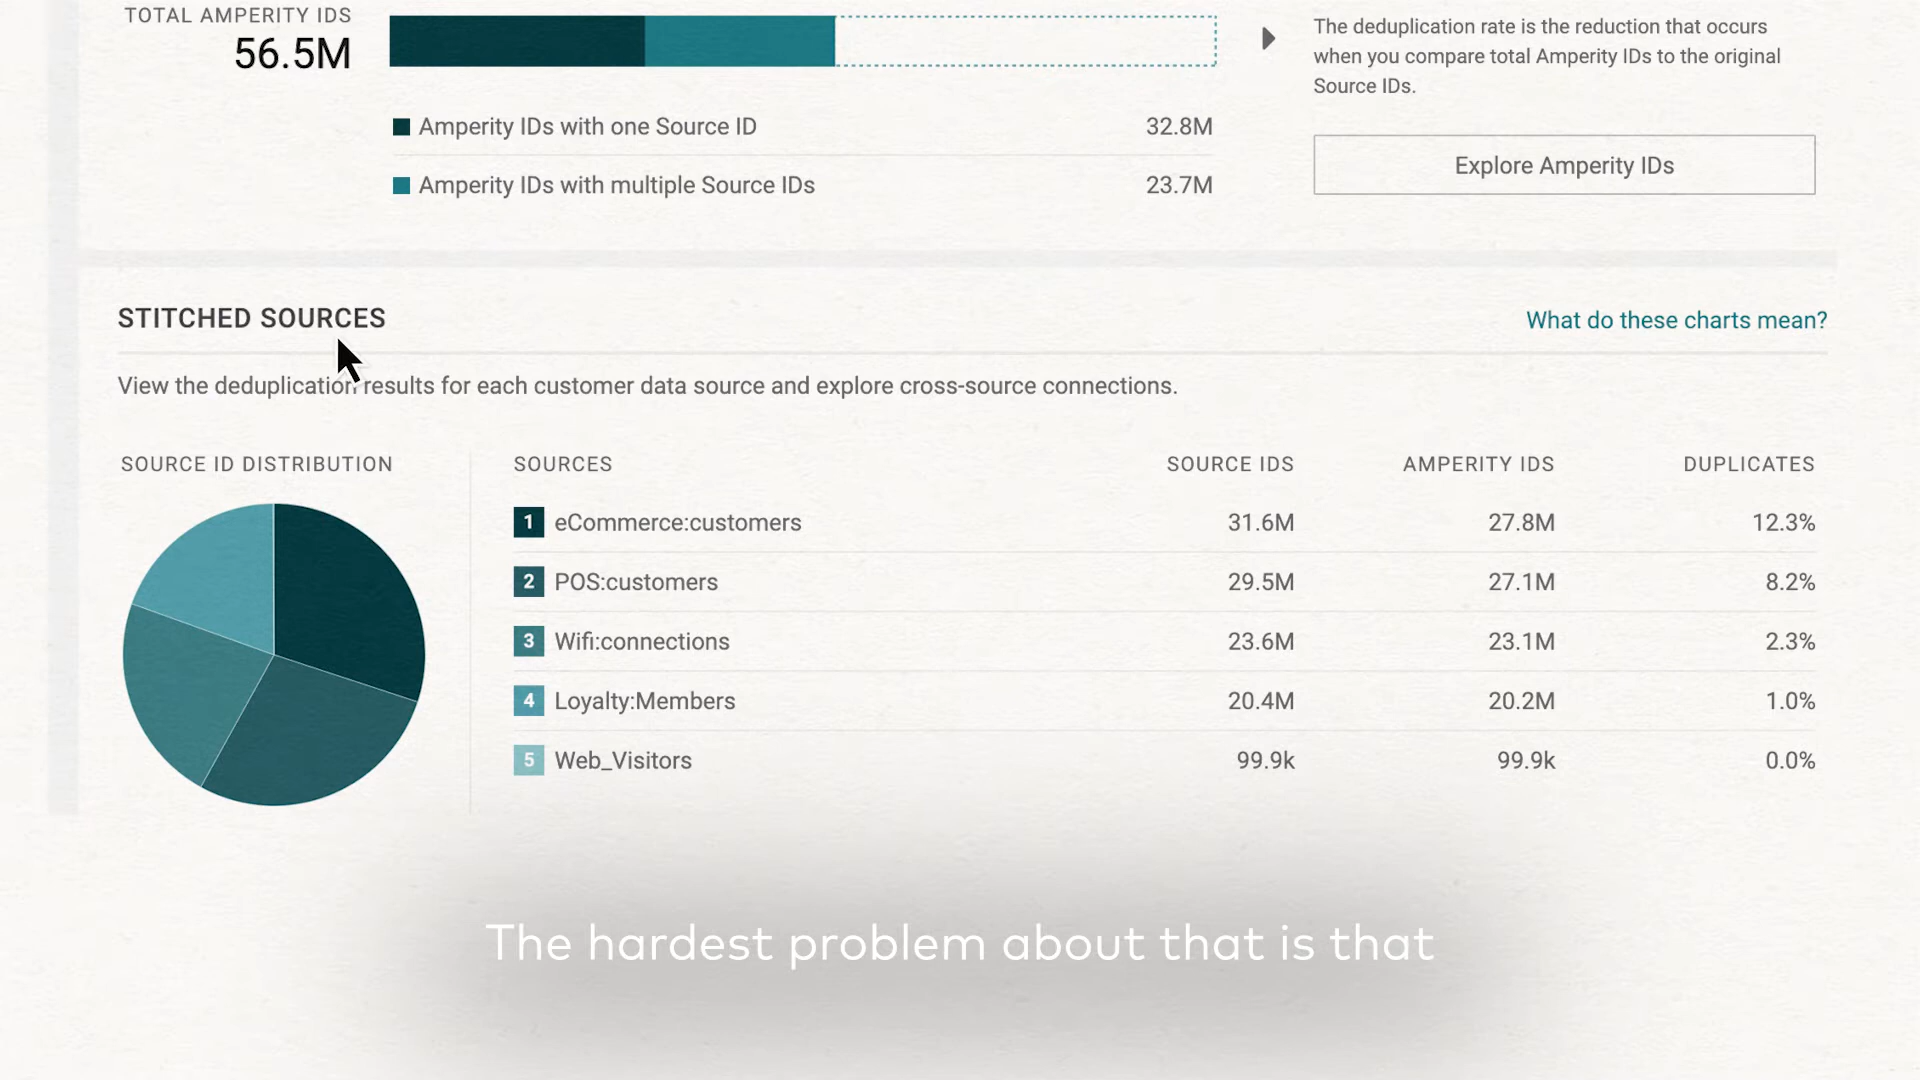 TOTAL AMPERITY IDS
56.5M
Amperity IDs with one Source ID 32.8M
Amperity IDs with multiple Source IDs 23.7M
The deduplication rate is the reduction that occurs
when you compare total Amperity IDs to the original
Source IDs.
Explore Amperity IDs
STITCHED SOURCES
What do these charts mean?
View the deduplication results for each customer data source and explore cross-source connections.
SOURCE ID DISTRIBUTION
SOURCES SOURCE IDS AMPERITY IDS DUPLICATES
1 eCommerce:customers 31.6M 27.8M 12.3%
2 POS:customers 29.5M 27.1M 8.2%
3 Wifi:connections 23.6M 23.1M 2.3%
4 Loyalty:Members 20.4M 20.2M 1.0%
5 Web_Visitors 99.9k 99.9k 0.0%
The hardest problem about that is that